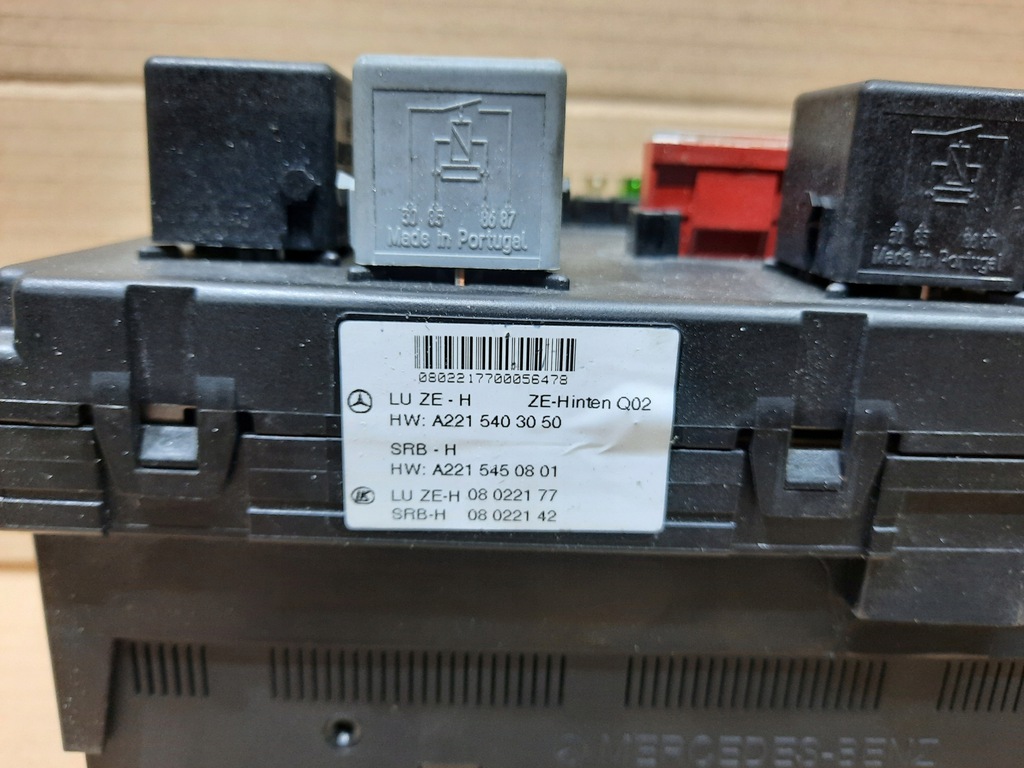 30 85 86 87
Made in Portugal
30 85 86 87
Made in Portugal
0802217700056478
LU ZE - H ZE-Hinten Q02
HW: A221 540 30 50
SRB - H
HW: A221 545 08 01
LK LU ZE-H 08 0221 77
SRB-H 08 0221 42
MERCEDES-BENZ